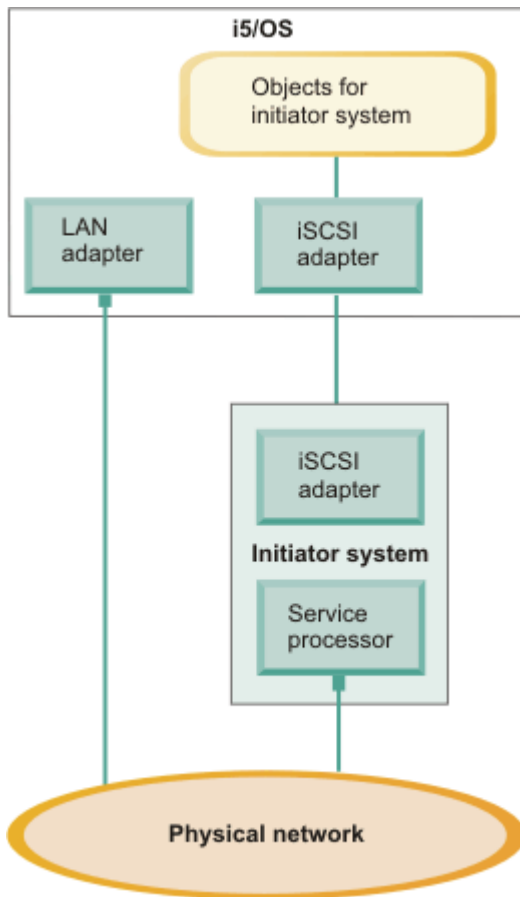 i5/OS
Objects for
initiator system
LAN
adapter
iSCSI
adapter
iSCSI
adapter
Initiator system
Service
processor
Physical network